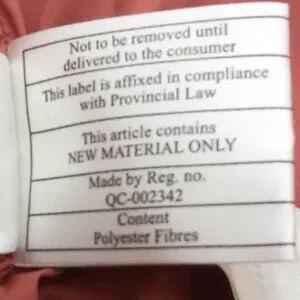 Not to be removed until
delivered to the consumer
This label is affixed in compliance
with Provincial Law
This article contains
NEW MATERIAL ONLY
Made by Reg. no.
QC-002342
Content
Polyester Fibres